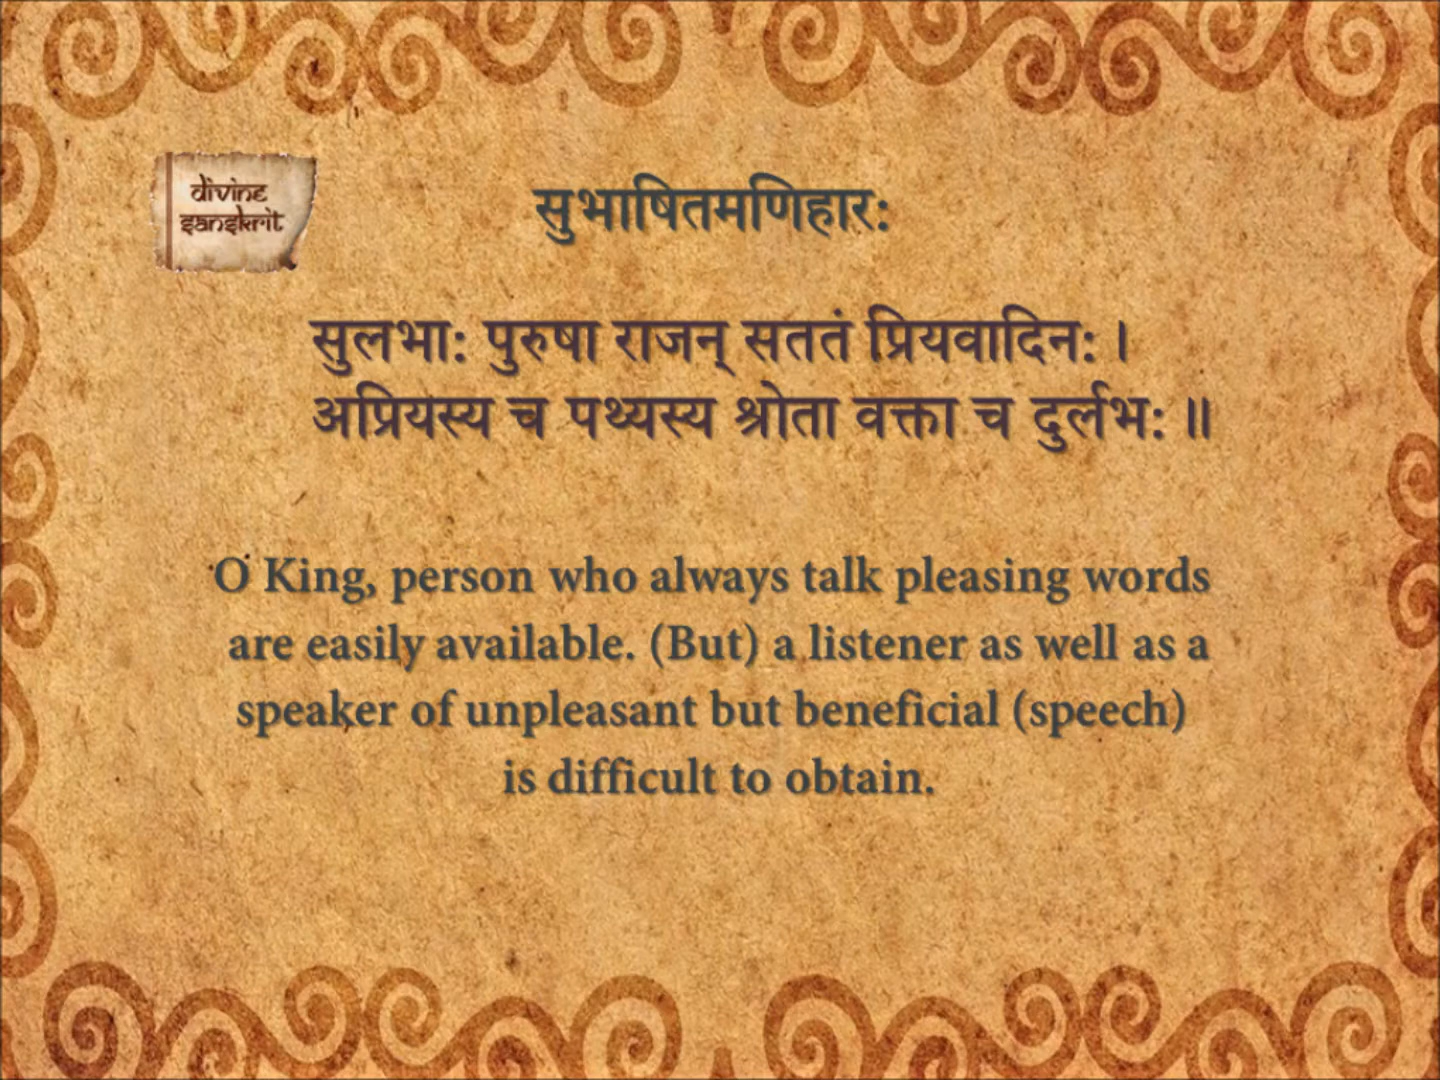 divine
sanskrit
सुभाषितमणिहार:
सुलभा: पुरुषा राजन् सततं प्रियवादिन: ।
अप्रियस्य च पथ्यस्य श्रोता वक्ता च दुर्लभ: ॥
O King, person who always talk pleasing words
are easily available. (But) a listener as well as a
speaker of unpleasant but beneficial (speech)
is difficult to obtain.